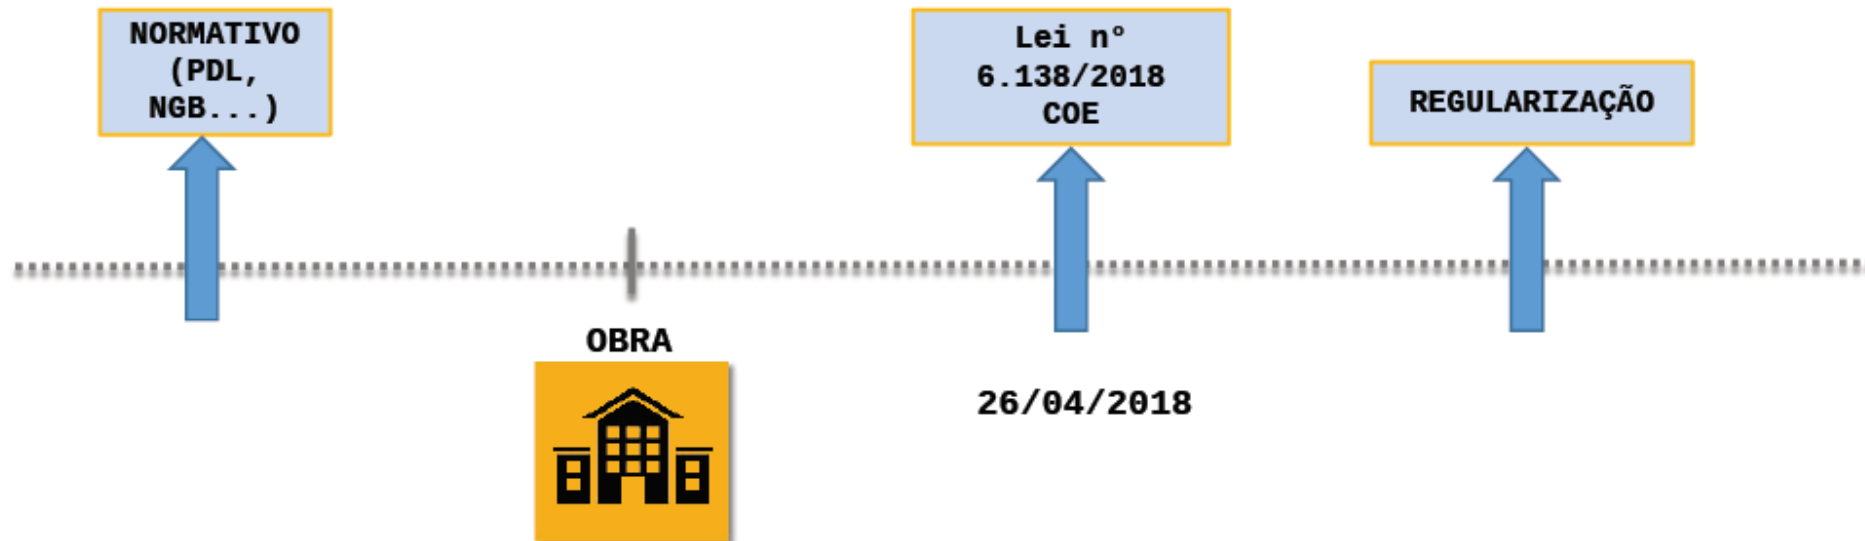 NORMATIVO
(PDL,
NGB...)
Lei nº
6.138/2018
COE
REGULARIZAÇÃO
OBRA
26/04/2018